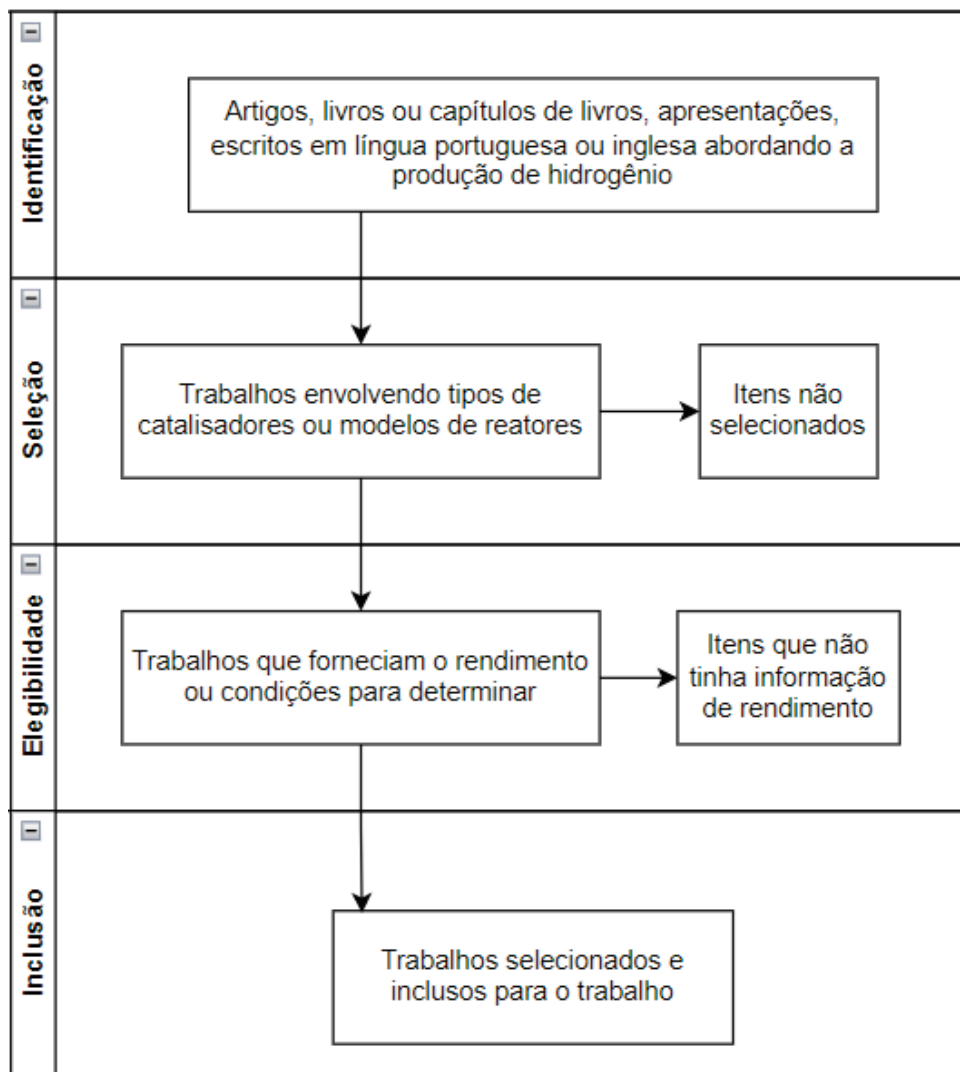 Identificação
Artigos, livros ou capítulos de livros, apresentações,
escritos em língua portuguesa ou inglesa abordando a
produção de hidrogênio
Seleção
Trabalhos envolvendo tipos de
catalisadores ou modelos de reatores
Itens não
selecionados
Elegibilidade
Trabalhos que forneciam o rendimento
ou condições para determinar
Itens que não
tinha informação
de rendimento
Inclusão
Trabalhos selecionados e
inclusos para o trabalho